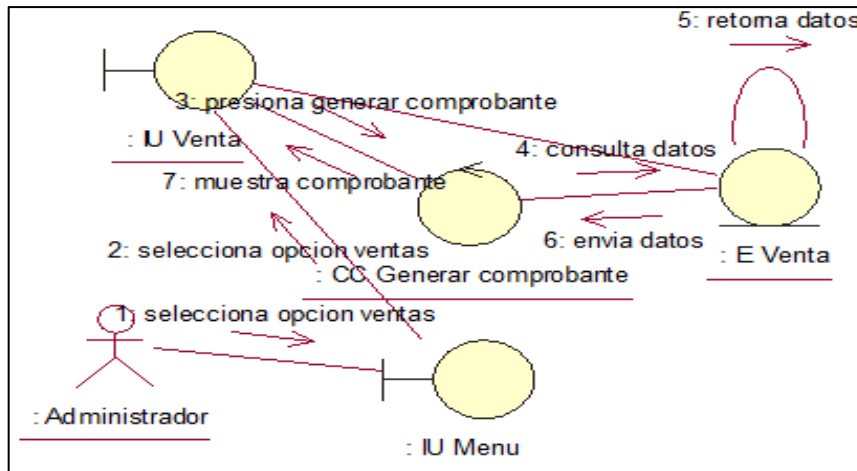 5: retorna datos
3: presiona generar comprobante
: IU Venta
4: consulta datos
7: muestra comprobante
6: envia datos
2: selecciona opcion ventas
: E Venta
: CC Generar comprobante
1: selecciona opcion ventas
: Administrador
: IU Menu